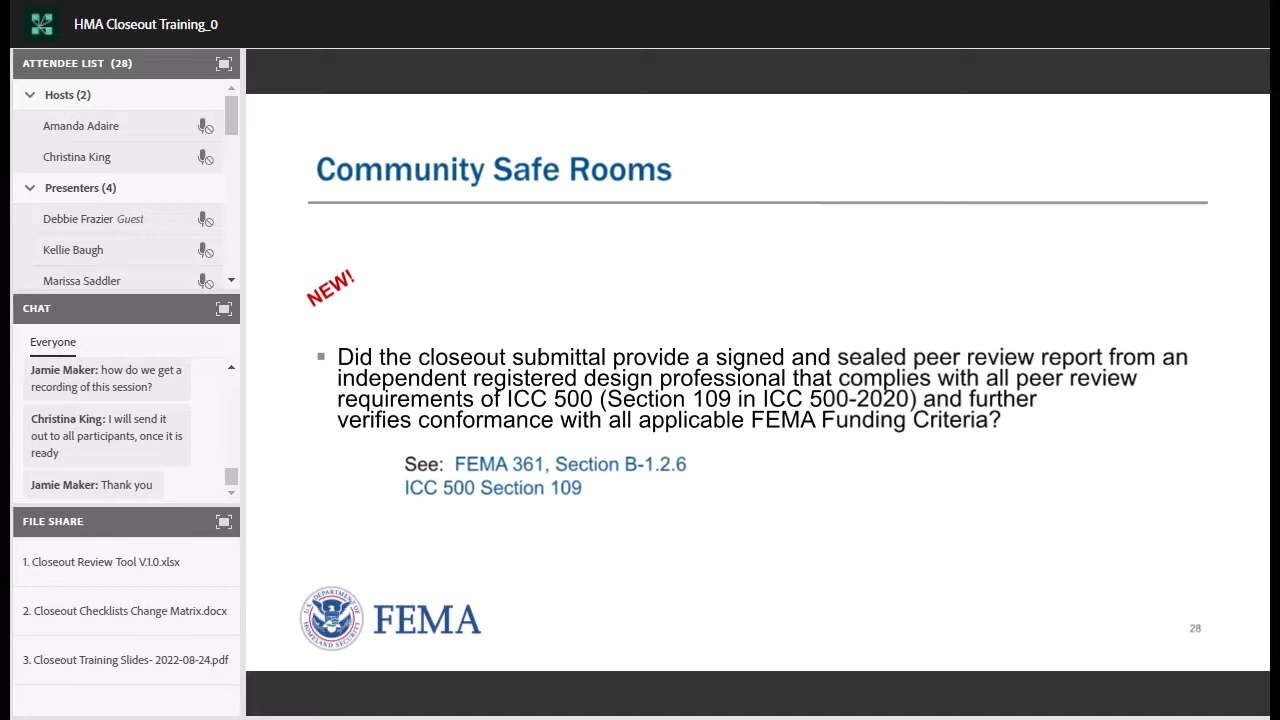 HMA Closeout Training_0
ATTENDEE LIST (28)
Hosts (2)
Amanda Adaire
Christina King
Presenters (4)
Debbie Frazier Guest
Kellie Baugh
Marissa Saddler
CHAT
Everyone
Jamie Maker: how do we get a
recording of this session?
Christina King: I will send it
out to all participants, once it is
ready
Jamie Maker: Thank you
FILE SHARE
1. Closeout Review Tool V.1.0.xlsx
2. Closeout Checklists Change Matrix.docx
3. Closeout Training Slides- 2022-08-24.pdf
Community Safe Rooms
NEW!
Did the closeout submittal provide a signed and sealed peer review report from an
independent registered design professional that complies with all peer review
requirements of ICC 500 (Section 109 in ICC 500-2020) and further
verifies conformance with all applicable FEMA Funding Criteria?
See: FEMA 361, Section B-1.2.6
ICC 500 Section 109
U.S. DEPARTMENT OF
HOMELAND SECURITY
FEMA
28